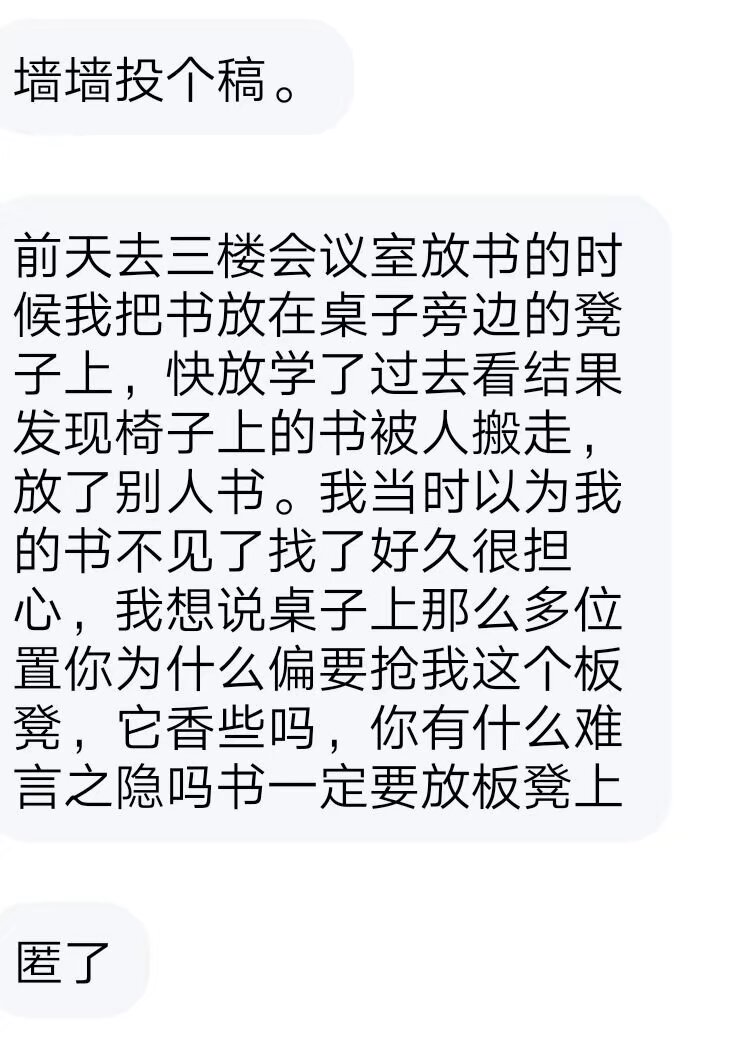 墙墙投个稿。
前天去三楼会议室放书的时
候我把书放在桌子旁边的凳
子上，快放学了过去看结果
发现椅子上的书被人搬走，
放了别人书。我当时以为我
的书不见了找了好久很担
心，我想说桌子上那么多位
置你为什么偏要抢我这个板
凳，它香些吗，你有什么难
言之隐吗书一定要放板凳上
匿了